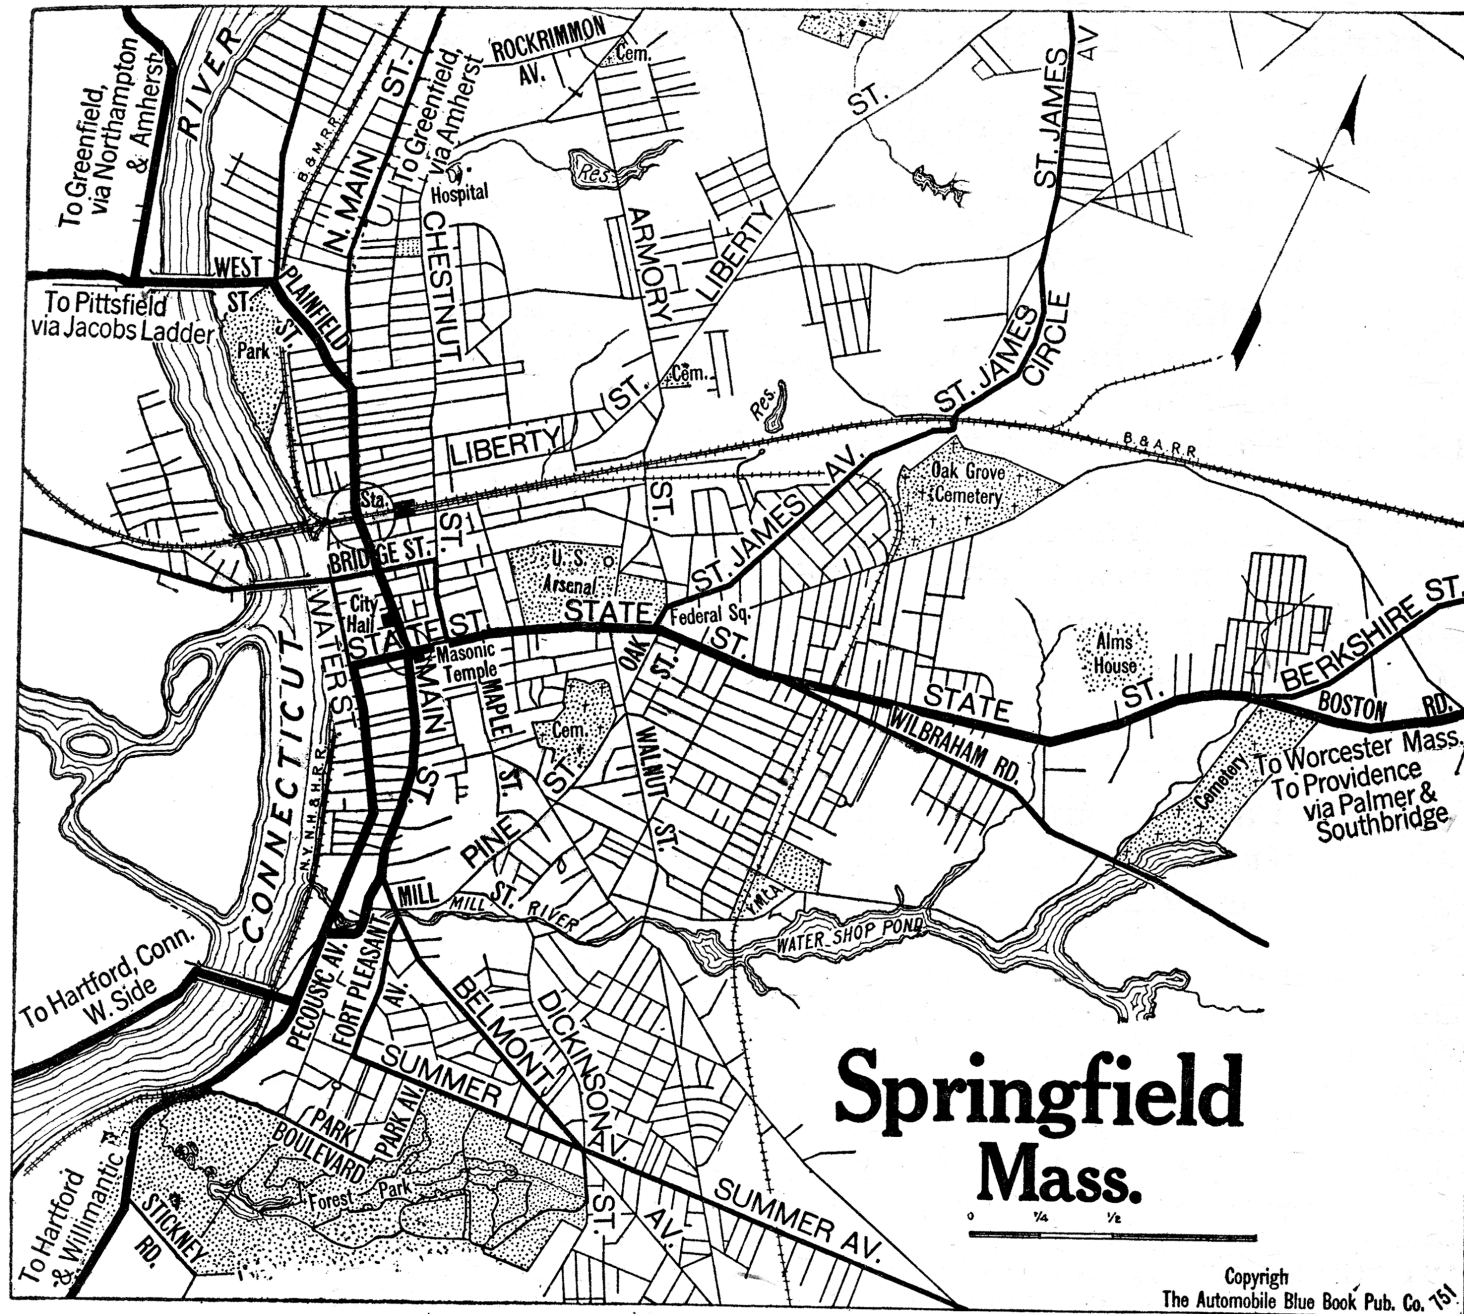 RIVER
To Greenfield,
via Northampton
& Amherst
N. MAIN ST.
B.& M.R.R.
To Greenfield,
via Amherst
ROCKRIMMON
AV.
Cem.
ST.
ST. JAMES AV
Hospital
Res.
CHESTNUT
ARMORY
LIBERTY
WEST
ST.
PLAINFIELD
ST.
To Pittsfield
via Jacobs Ladder
Park
ST. JAMES
CIRCLE
Cem.
ST.
Res.
LIBERTY
B.& A. R.R.
Sta.
ST.
ST.
ST. JAMES AV.
Oak Grove
Cemetery
BRIDGE ST.
U.S.
Arsenal
City
Hall
STATE ST.
STATE
Federal Sq.
ST.
WATER ST.
Masonic
Temple
OAK
ST.
Alms
House
BERKSHIRE ST.
MAIN
ST.
MAPLE
ST.
Cem.
WALNUT
ST.
STATE
ST.
WILBRAHAM RD.
BOSTON RD.
To Worcester Mass.
To Providence
via Palmer &
Southbridge
Cemetery
CONNECTICUT
N.Y.N.H.& H.R.R.
PINE ST.
MILL
ST.
MILL RIVER
Y.M.C.A.
WATER SHOP POND
To Hartford, Conn.
W. Side
PECOUSIC AV.
FORT PLEASANT
AV.
BELMONT
DICKINSON
AV.
SUMMER
PARK AV.
PARK
BOULEVARD
Forest Park
ST.
AV.
SUMMER AV.
To Hartford
& Willmantic
STICKNEY
RD.
Springfield
Mass.
0 1/4 1/2
Copyrigh
The Automobile Blue Book Pub. Co. 751